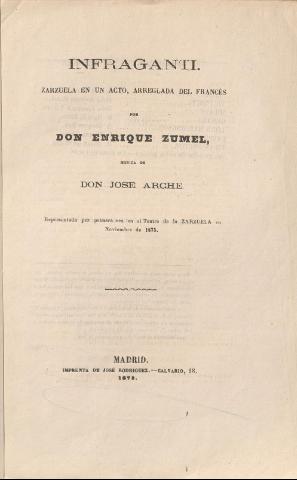 INFRAGANTI.
ZARZUELA EN UN ACTO, ARREGLADA DEL FRANCÉS
POR
DON ENRIQUE ZUMEL,
MUSICA DE
DON JOSÉ ARCHE.
Representada por primera vez en el Teatro de la ZARZUELA en
Noviembre de 1875.
MADRID.
IMPRENTA DE JOSÉ RODRIGUEZ.—CALVARIO, 18.
1875.